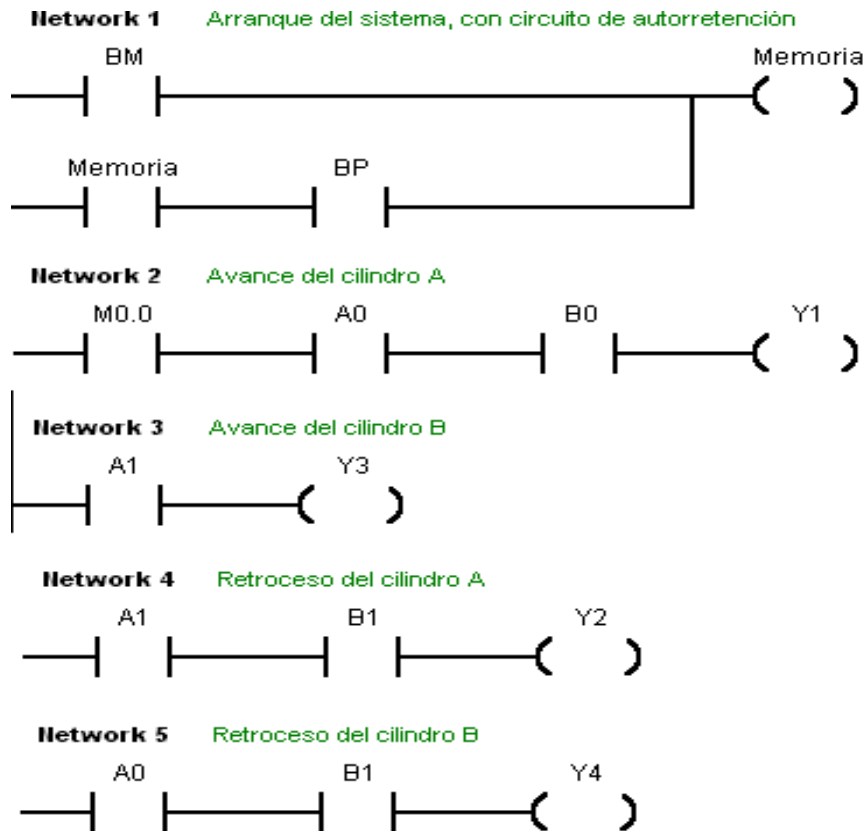 Network 1 Arranque del sistema, con circuito de autorretención
BM Memoria
Memoria BP
Network 2 Avance del cilindro A
M0.0 A0 B0 Y1
Network 3 Avance del cilindro B
A1 Y3
Network 4 Retroceso del cilindro A
A1 B1 Y2
Network 5 Retroceso del cilindro B
A0 B1 Y4